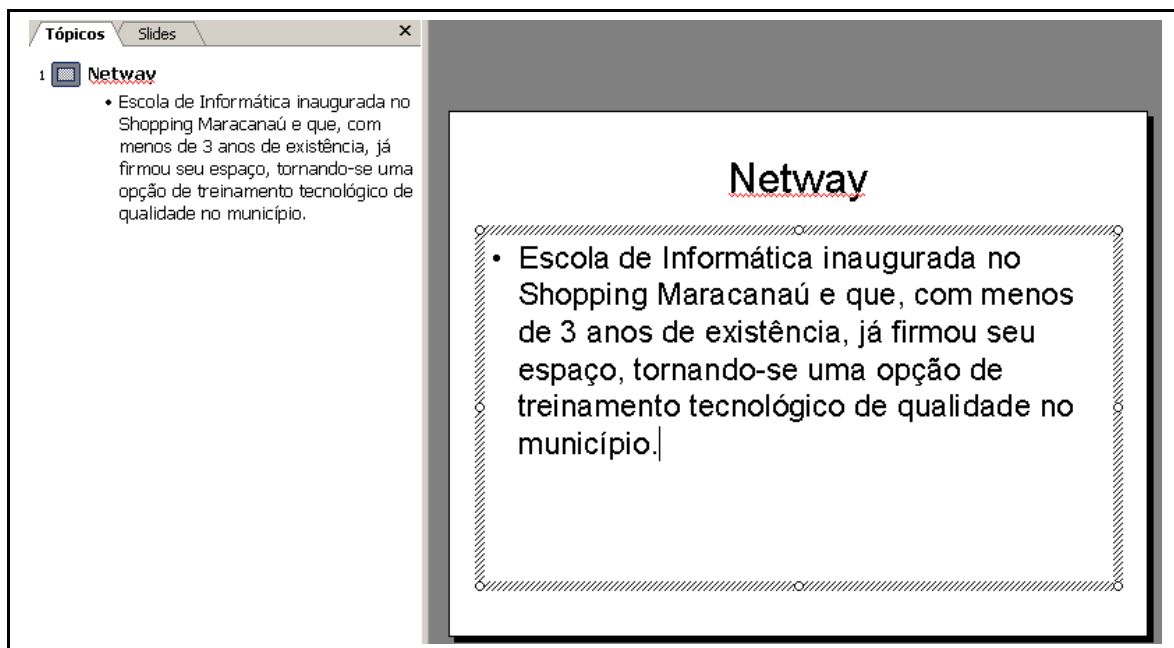 Tópicos
Slides
1 Netway
• Escola de Informática inaugurada no
Shopping Maracanaú e que, com
menos de 3 anos de existência, já
firmou seu espaço, tornando-se uma
opção de treinamento tecnológico de
qualidade no município.
Netway
• Escola de Informática inaugurada no
Shopping Maracanaú e que, com menos
de 3 anos de existência, já firmou seu
espaço, tornando-se uma opção de
treinamento tecnológico de qualidade no
município.